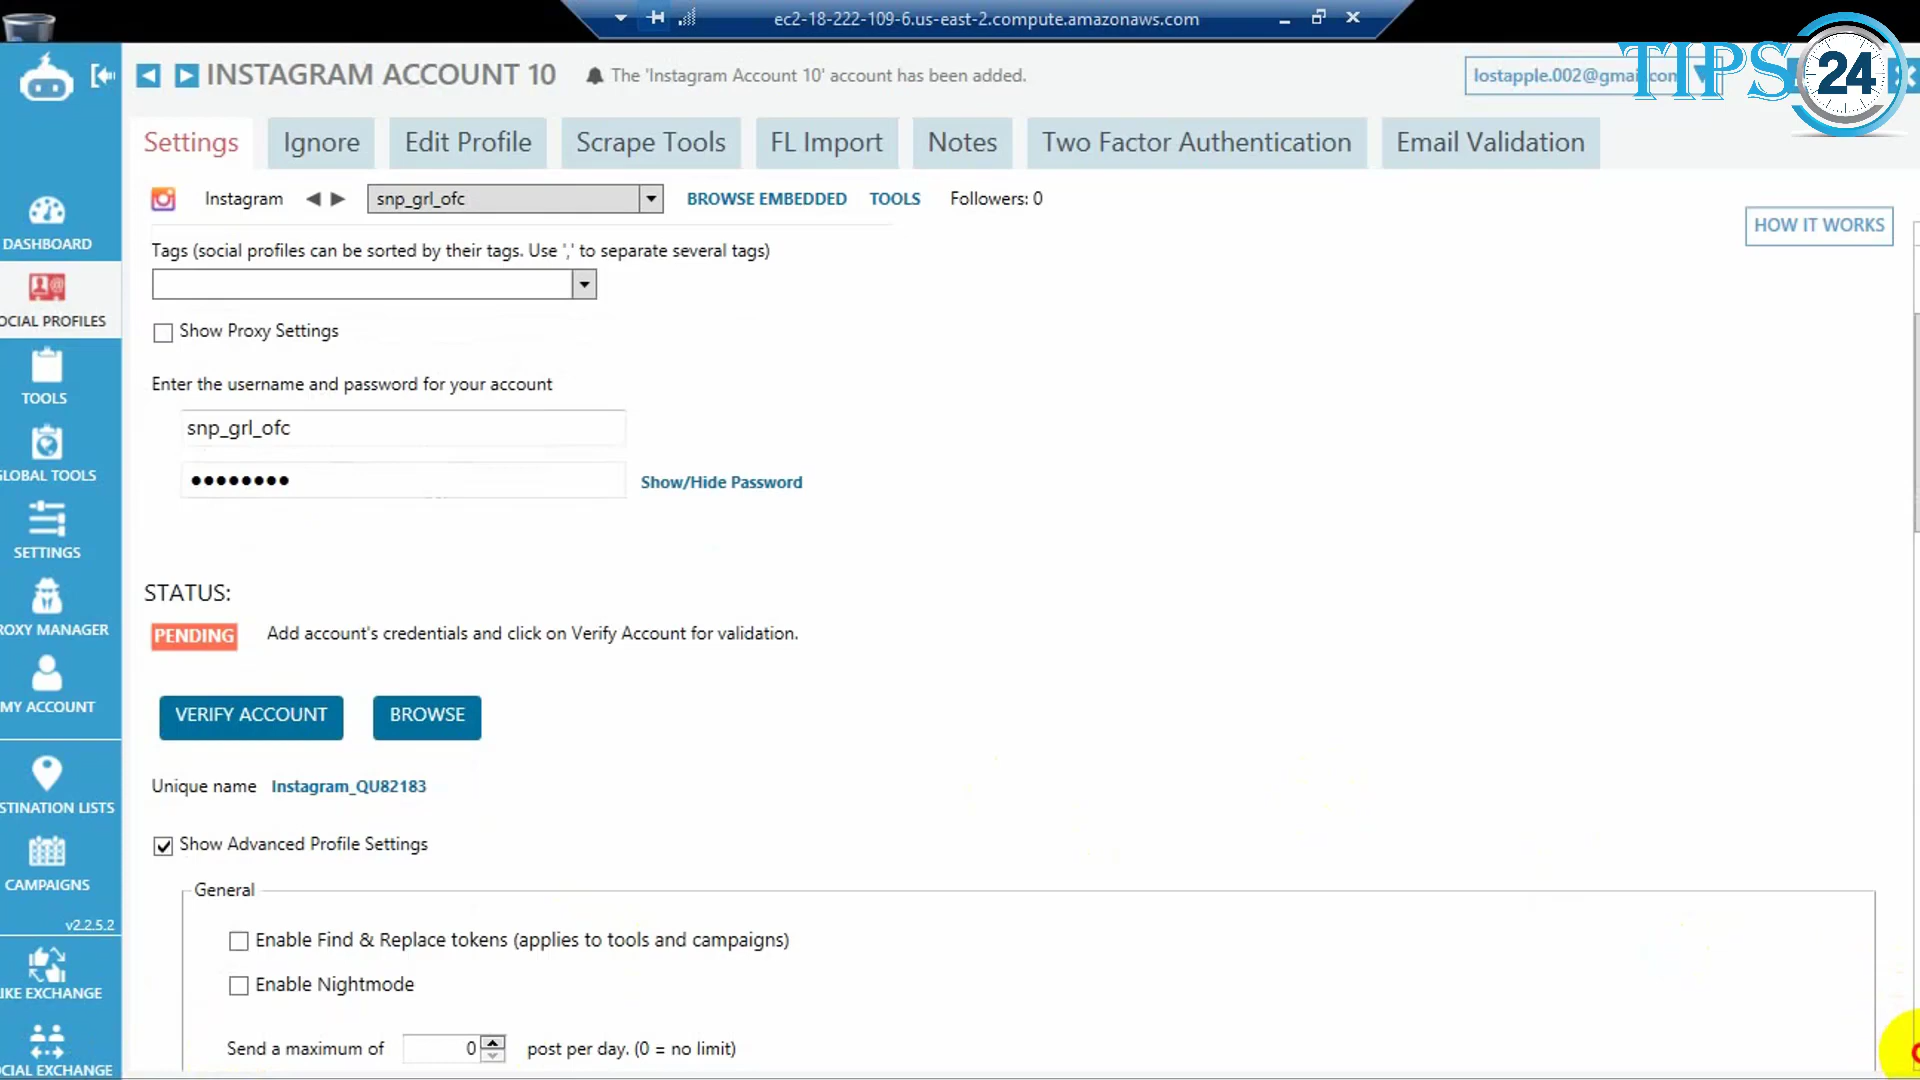 ec2-18-222-109-6.us-east-2.compute.amazonaws.com
INSTAGRAM ACCOUNT 10
The 'Instagram Account 10' account has been added.
lostapple.002@gmail.com
TIPS 24
Settings
Ignore
Edit Profile
Scrape Tools
FL Import
Notes
Two Factor Authentication
Email Validation
Instagram
snp_grl_ofc
BROWSE EMBEDDED
TOOLS
Followers: 0
HOW IT WORKS
Tags (social profiles can be sorted by their tags. Use ',' to separate several tags)
Show Proxy Settings
Enter the username and password for your account
snp_grl_ofc
Show/Hide Password
STATUS:
PENDING
Add account's credentials and click on Verify Account for validation.
VERIFY ACCOUNT
BROWSE
Unique name Instagram_QU82183
Show Advanced Profile Settings
General
Enable Find & Replace tokens (applies to tools and campaigns)
Enable Nightmode
Send a maximum of 0 post per day. (0 = no limit)
DASHBOARD
OCIAL PROFILES
TOOLS
GLOBAL TOOLS
SETTINGS
ROXY MANAGER
MY ACCOUNT
STINATION LISTS
CAMPAIGNS
v2.2.5.2
IKE EXCHANGE
CIAL EXCHANGE